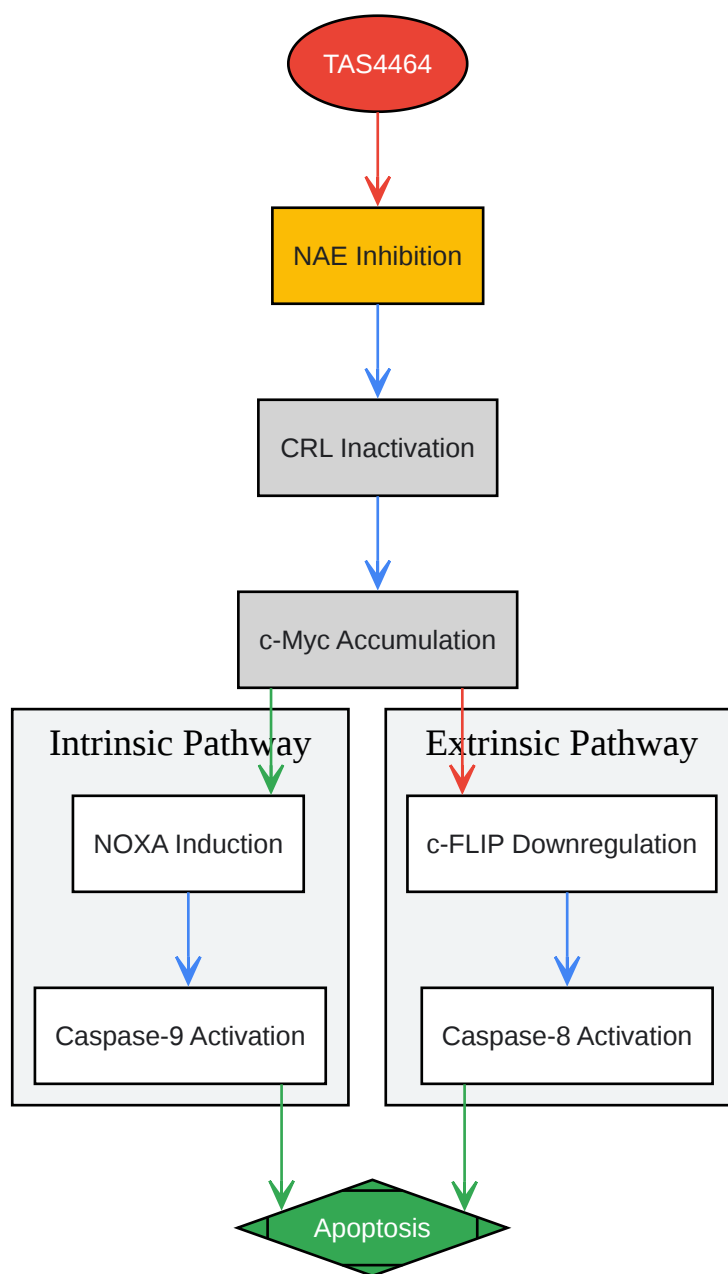 TAS4464
NAE Inhibition
CRL Inactivation
c-Myc Accumulation
Intrinsic Pathway
NOXA Induction
Caspase-9 Activation
Extrinsic Pathway
c-FLIP Downregulation
Caspase-8 Activation
Apoptosis